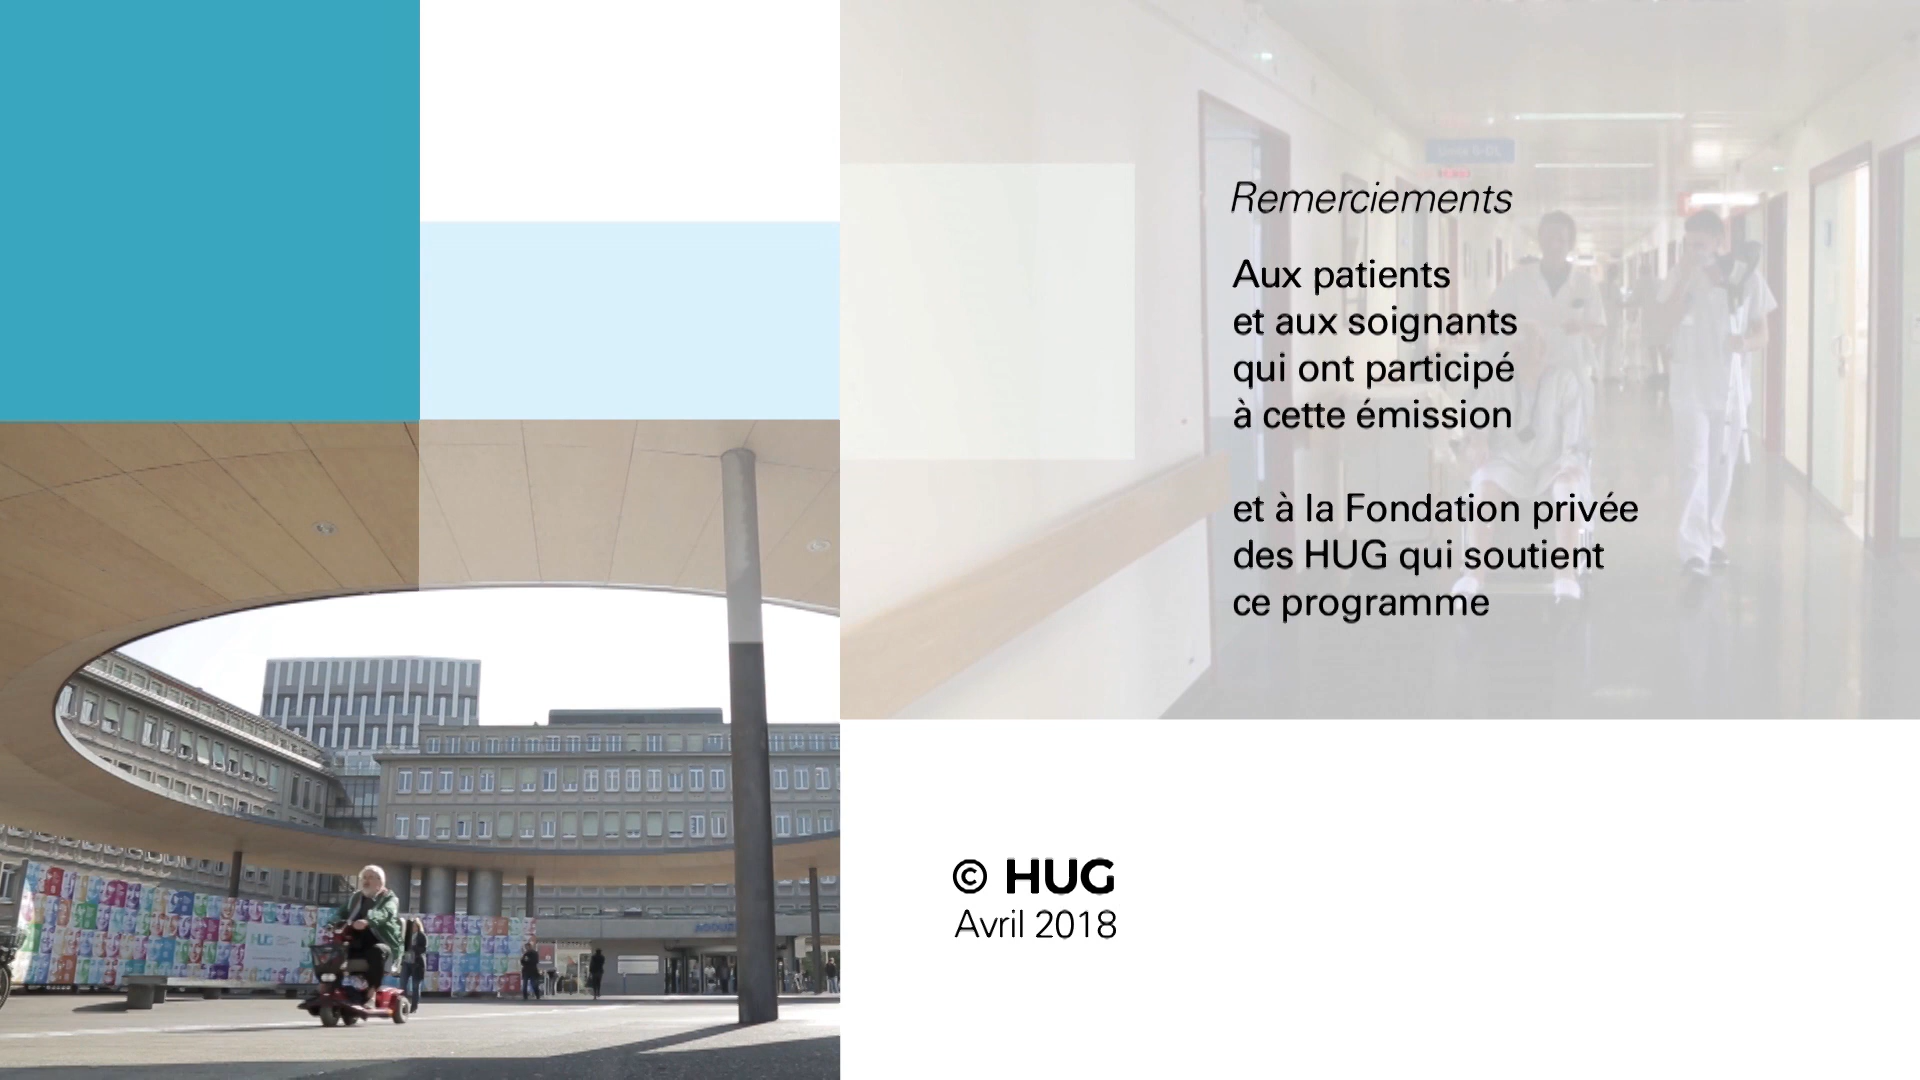 Remerciements
Aux patients
et aux soignants
qui ont participé
à cette émission
et à la Fondation privée
des HUG qui soutient
ce programme
© HUG
Avril 2018
HUG